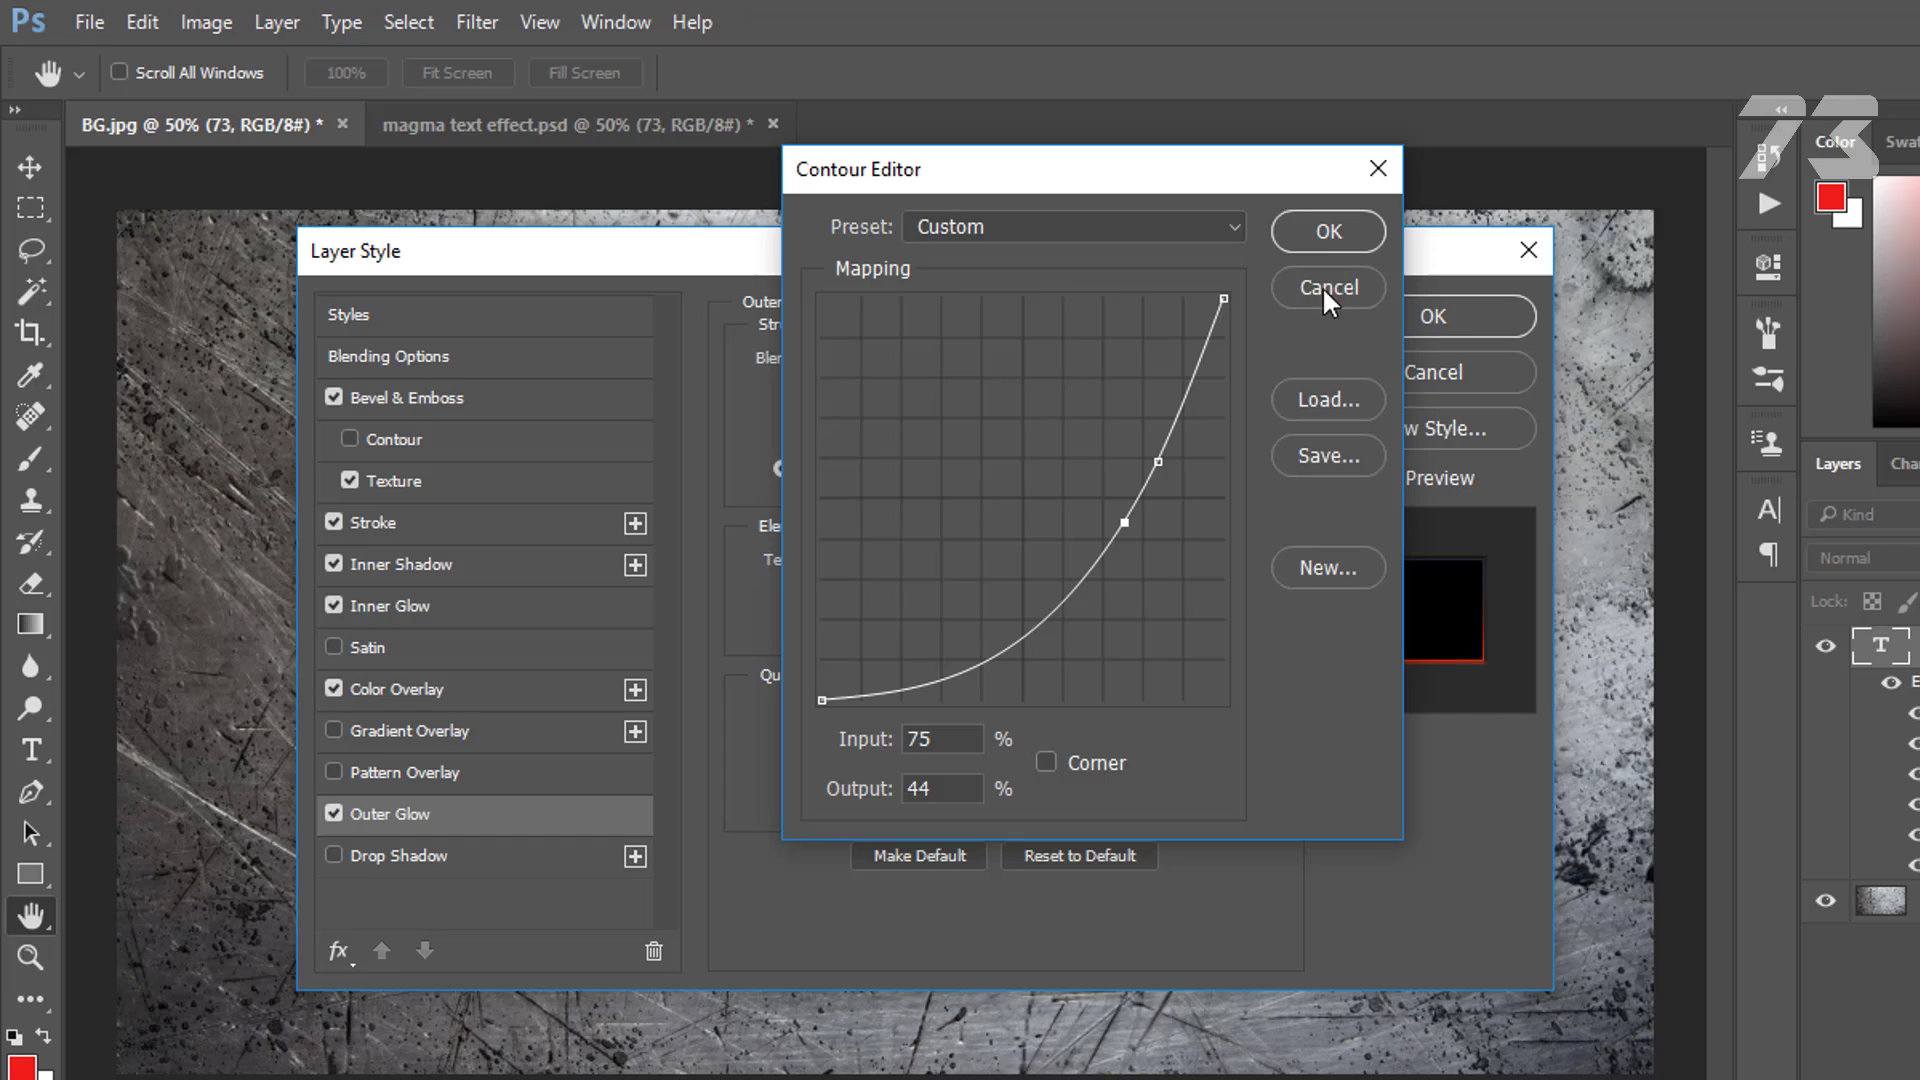 Ps File Edit Image Layer Type Select Filter View Window Help
Scroll All Windows 100% Fit Screen Fill Screen
BG.jpg @ 50% (73, RGB/8#) * magma text effect.psd @ 50% (73, RGB/8#) *
73
Color Swa
Contour Editor
Preset: Custom
OK
Mapping
Cancel
Load...
Save...
New...
Input: 75 %
Corner
Output: 44 %
Layer Style
Styles
Blending Options
Bevel & Emboss
Contour
Texture
Stroke
Inner Shadow
Inner Glow
Satin
Color Overlay
Gradient Overlay
Pattern Overlay
Outer Glow
Drop Shadow
fx
Outer
Str
Blen
Ele
Te
Qu
Make Default Reset to Default
OK
Cancel
w Style...
Preview
Layers Cha
Kind
Normal
Lock:
T
E